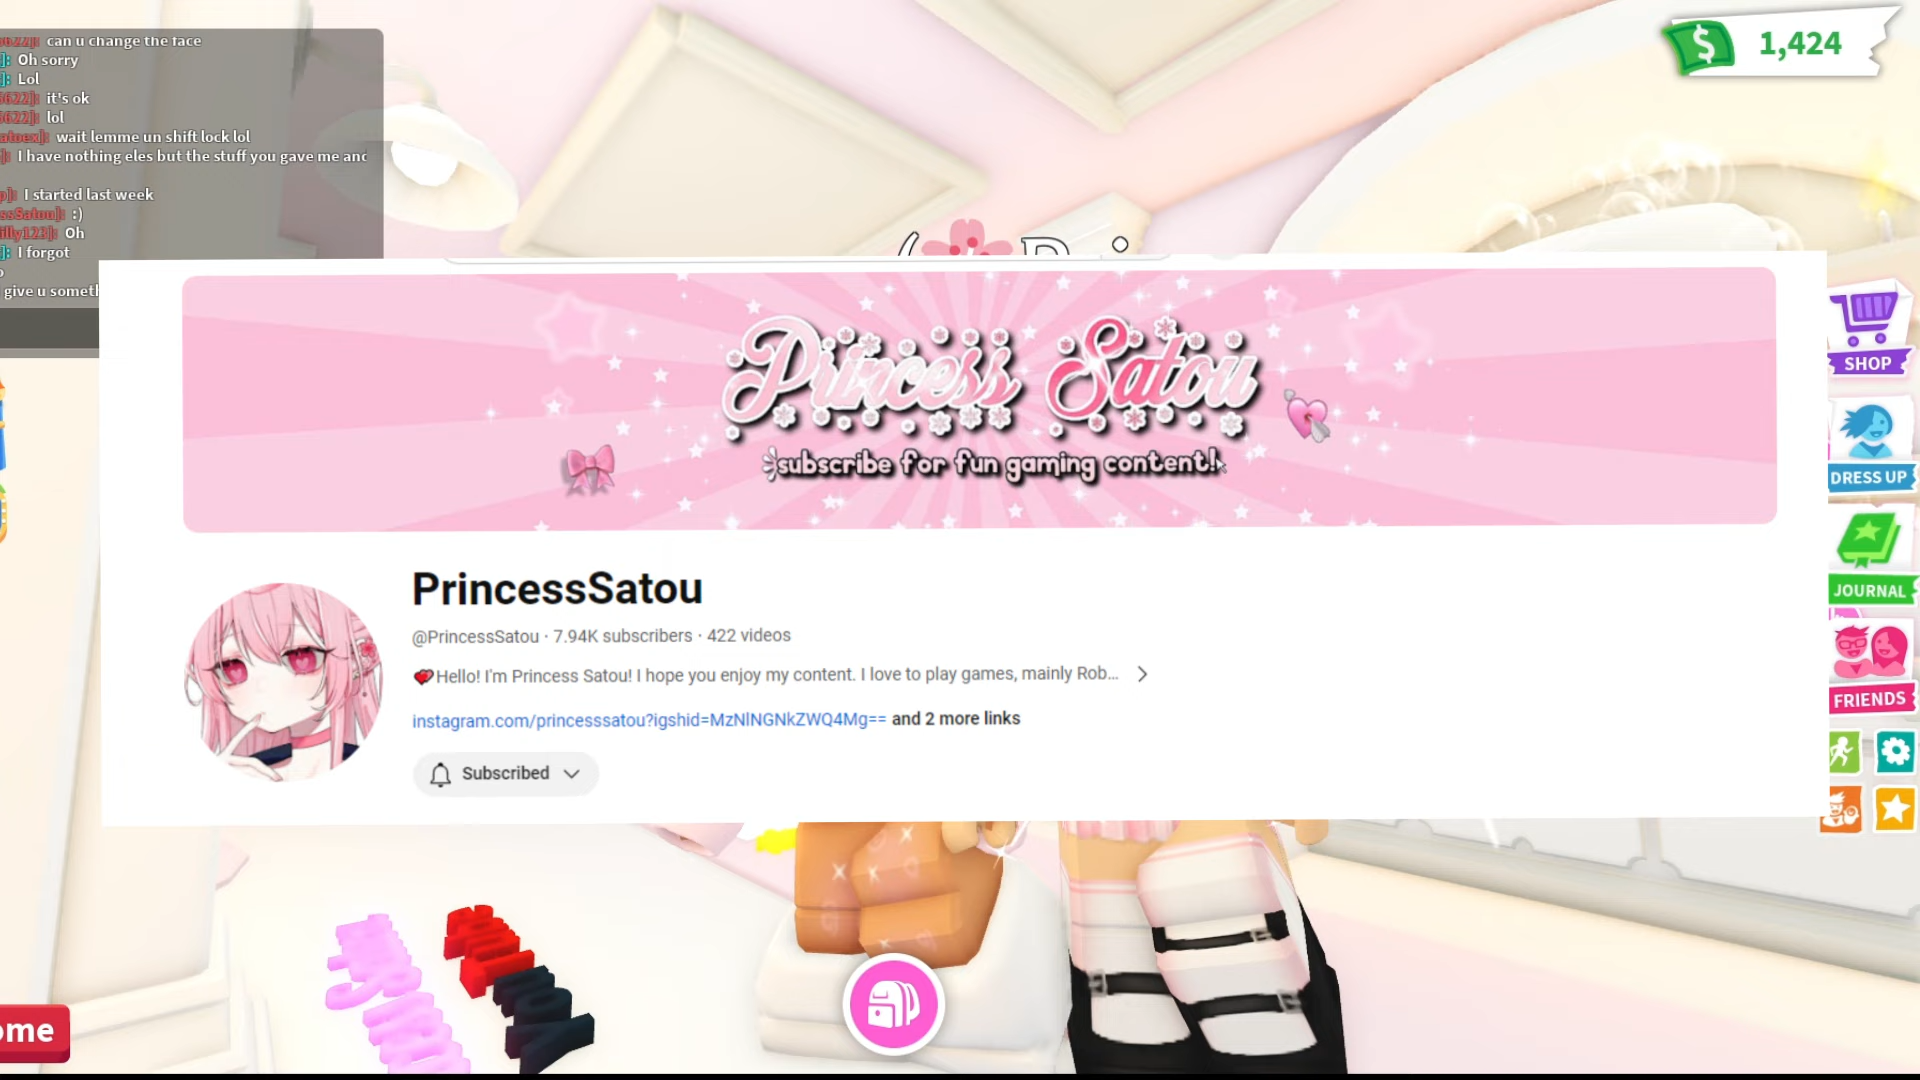 can u change the face
Oh sorry
Lol
it's ok
lol
wait lemme un shift lock lol
I have nothing eles but the stuff you gave me and
I started last week
:)
Oh
I forgot
give u someth
1,424
Princess Satou
subscribe for fun gaming content!
SHOP
DRESS UP
JOURNAL
FRIENDS
PrincessSatou
@PrincessSatou · 7.94K subscribers · 422 videos
Hello! I'm Princess Satou! I hope you enjoy my content. I love to play games, mainly Rob...
instagram.com/princesssatou?igshid=MzNlNGNkZWQ4Mg== and 2 more links
Subscribed
ome